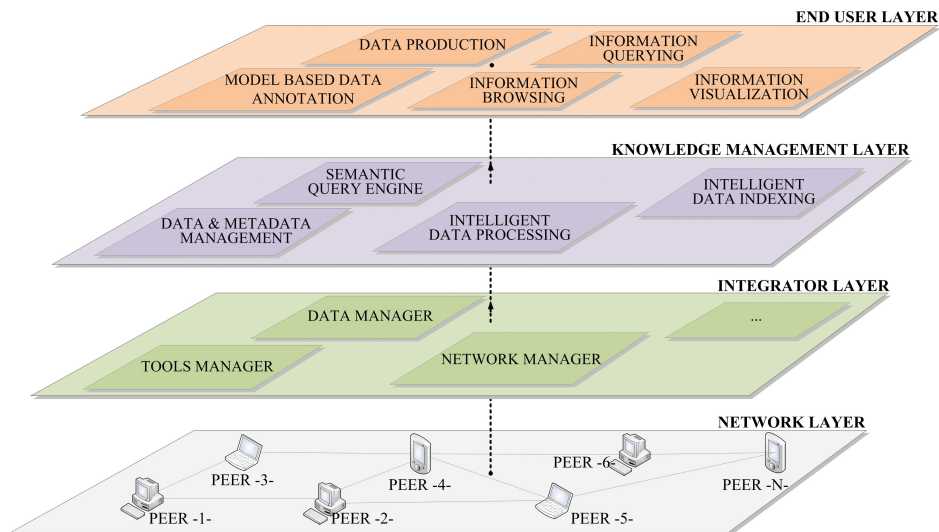 END USER LAYER
DATA PRODUCTION
INFORMATION
QUERYING
MODEL BASED DATA
ANNOTATION
INFORMATION
BROWSING
INFORMATION
VISUALIZATION
KNOWLEDGE MANAGEMENT LAYER
SEMANTIC
QUERY ENGINE
INTELLIGENT
DATA INDEXING
DATA & METADATA
MANAGEMENT
INTELLIGENT
DATA PROCESSING
INTEGRATOR LAYER
DATA MANAGER
...
TOOLS MANAGER
NETWORK MANAGER
NETWORK LAYER
PEER -3-
PEER -4-
PEER -6-
PEER -N-
PEER -1-
PEER -2-
PEER -5-